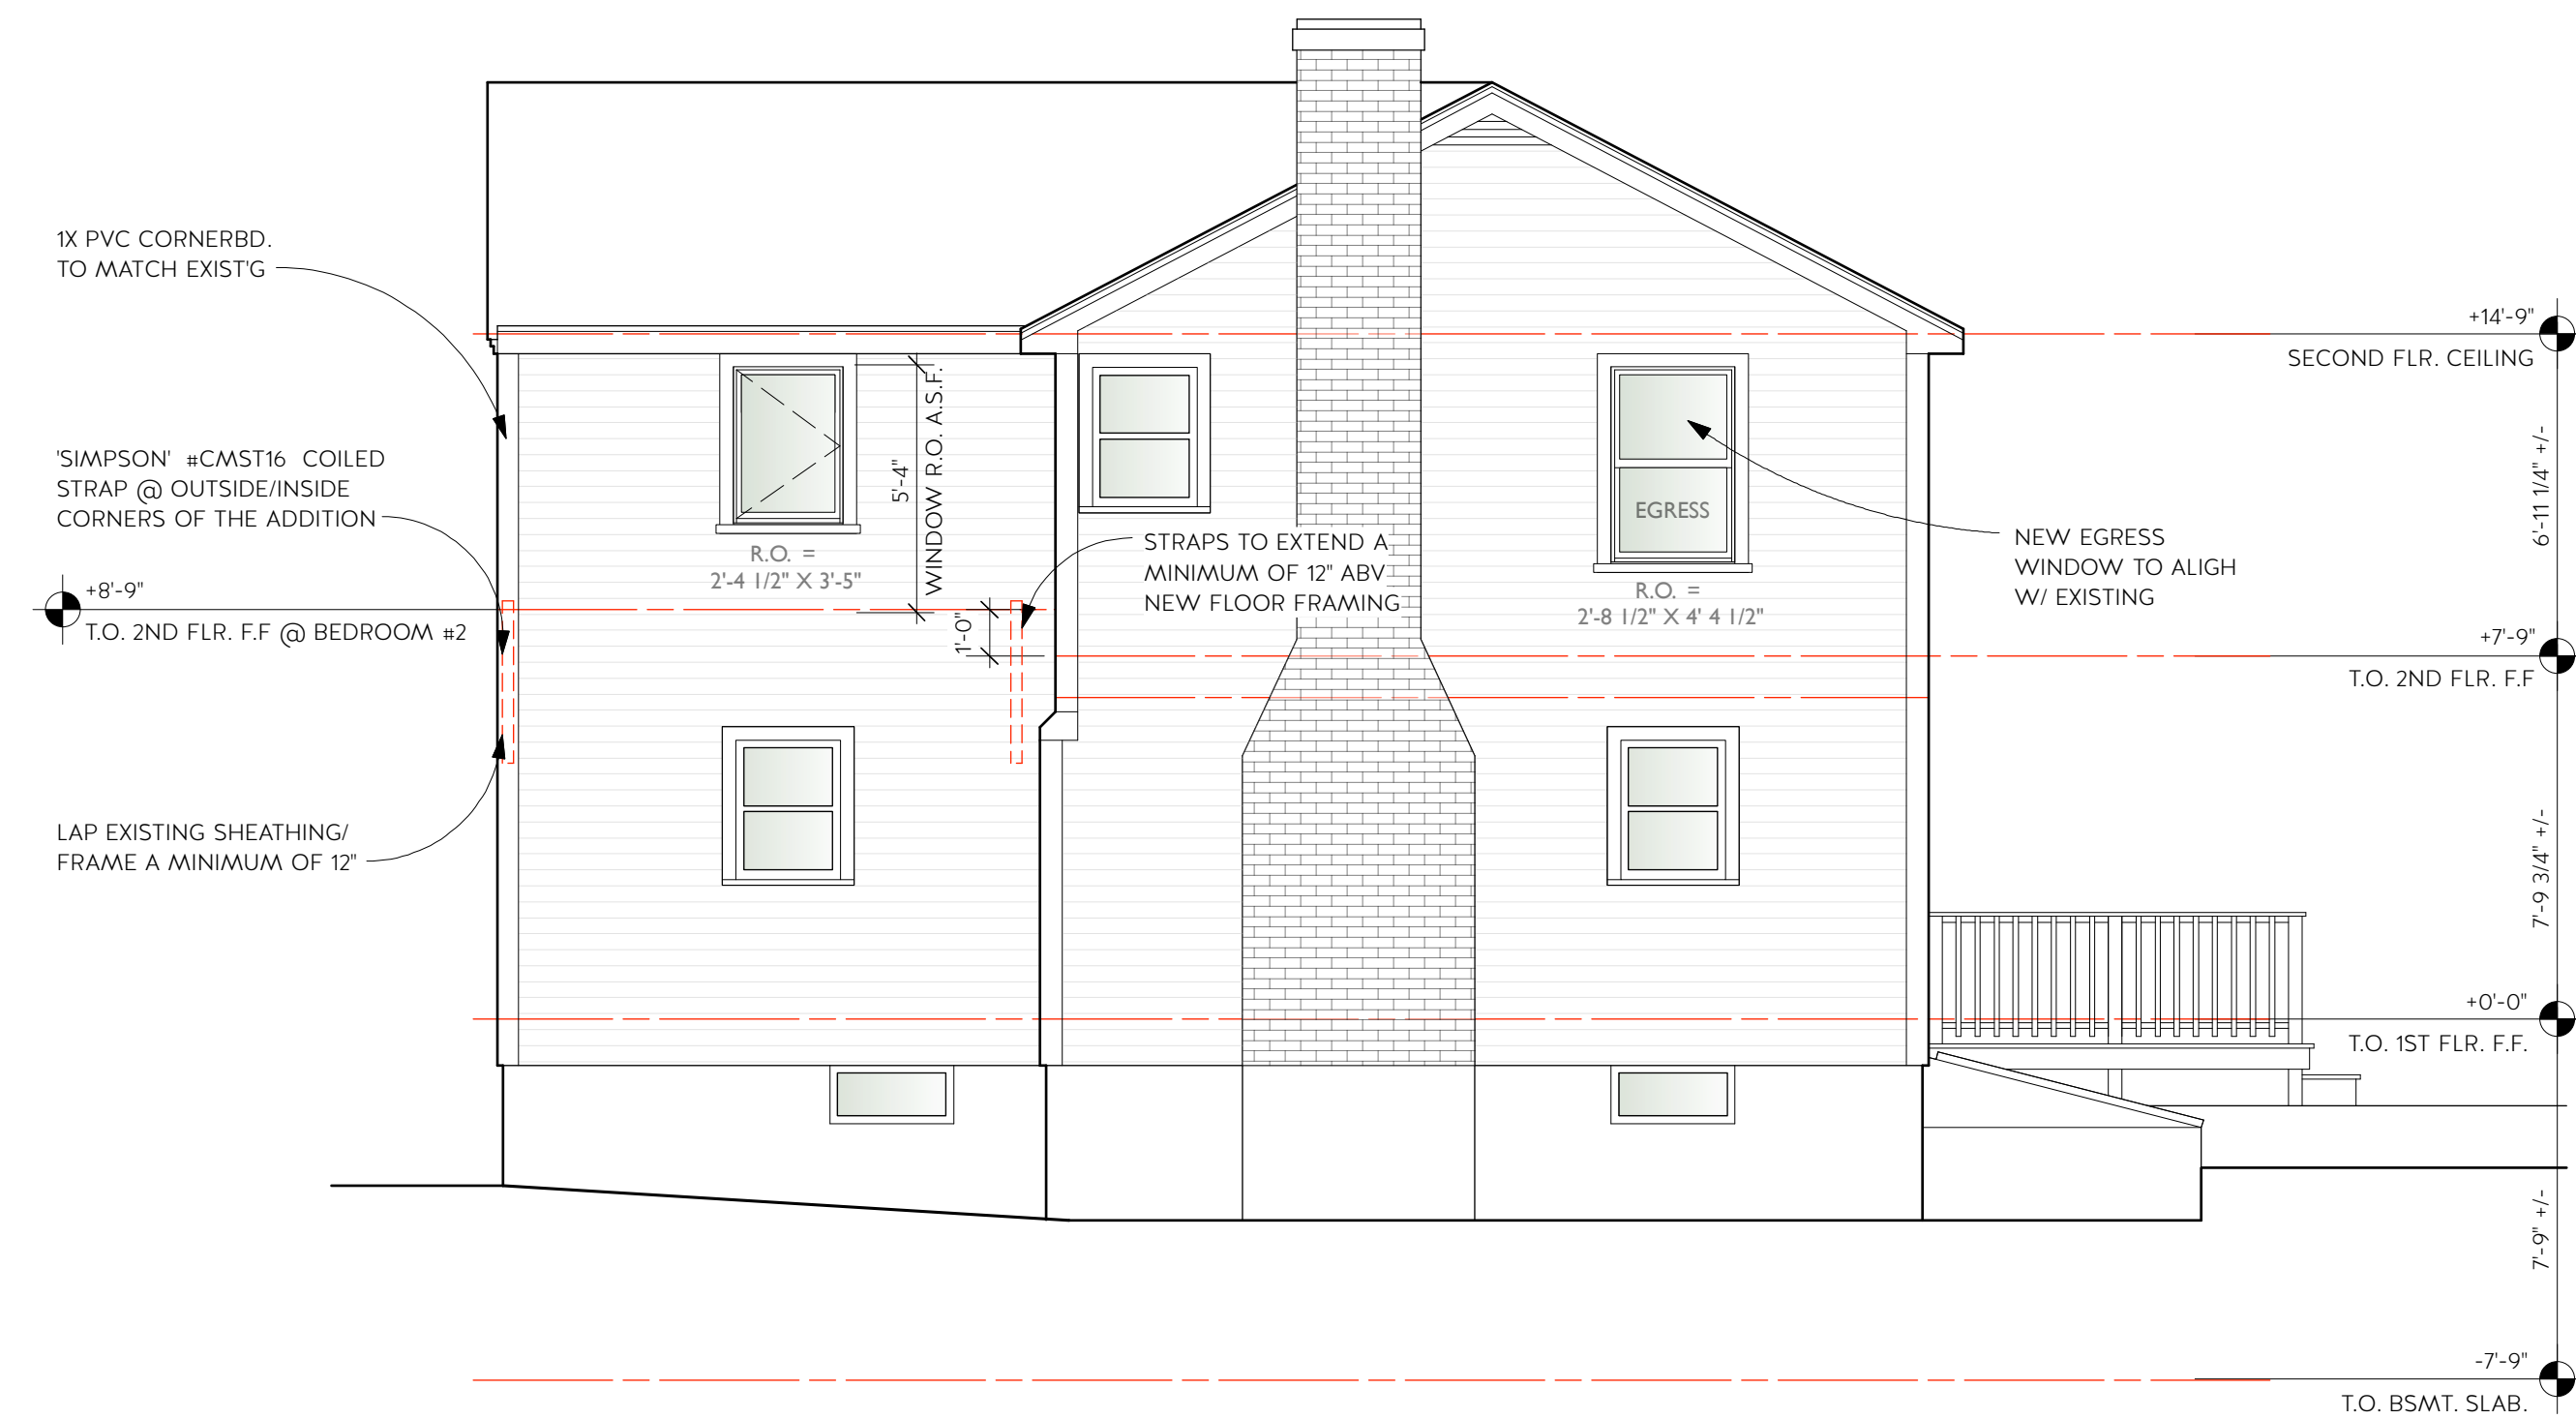 1X PVC CORNERBD.
TO MATCH EXIST'G
'SIMPSON' #CMST16 COILED
STRAP @ OUTSIDE/INSIDE
CORNERS OF THE ADDITION
+8'-9"
T.O. 2ND FLR. F.F @ BEDROOM #2
LAP EXISTING SHEATHING/
FRAME A MINIMUM OF 12"
R.O. =
2'-4 1/2" X 3'-5"
5'-4"
WINDOW R.O. A.S.F.
1'-0"
STRAPS TO EXTEND A
MINIMUM OF 12" ABV
NEW FLOOR FRAMING
EGRESS
R.O. =
2'-8 1/2" X 4' 4 1/2"
NEW EGRESS
WINDOW TO ALIGH
W/ EXISTING
+14'-9"
SECOND FLR. CEILING
6'-11 1/4" +/-
+7'-9"
T.O. 2ND FLR. F.F
7'-9 3/4" +/-
+0'-0"
T.O. 1ST FLR. F.F.
7'-9" +/-
-7'-9"
T.O. BSMT. SLAB.